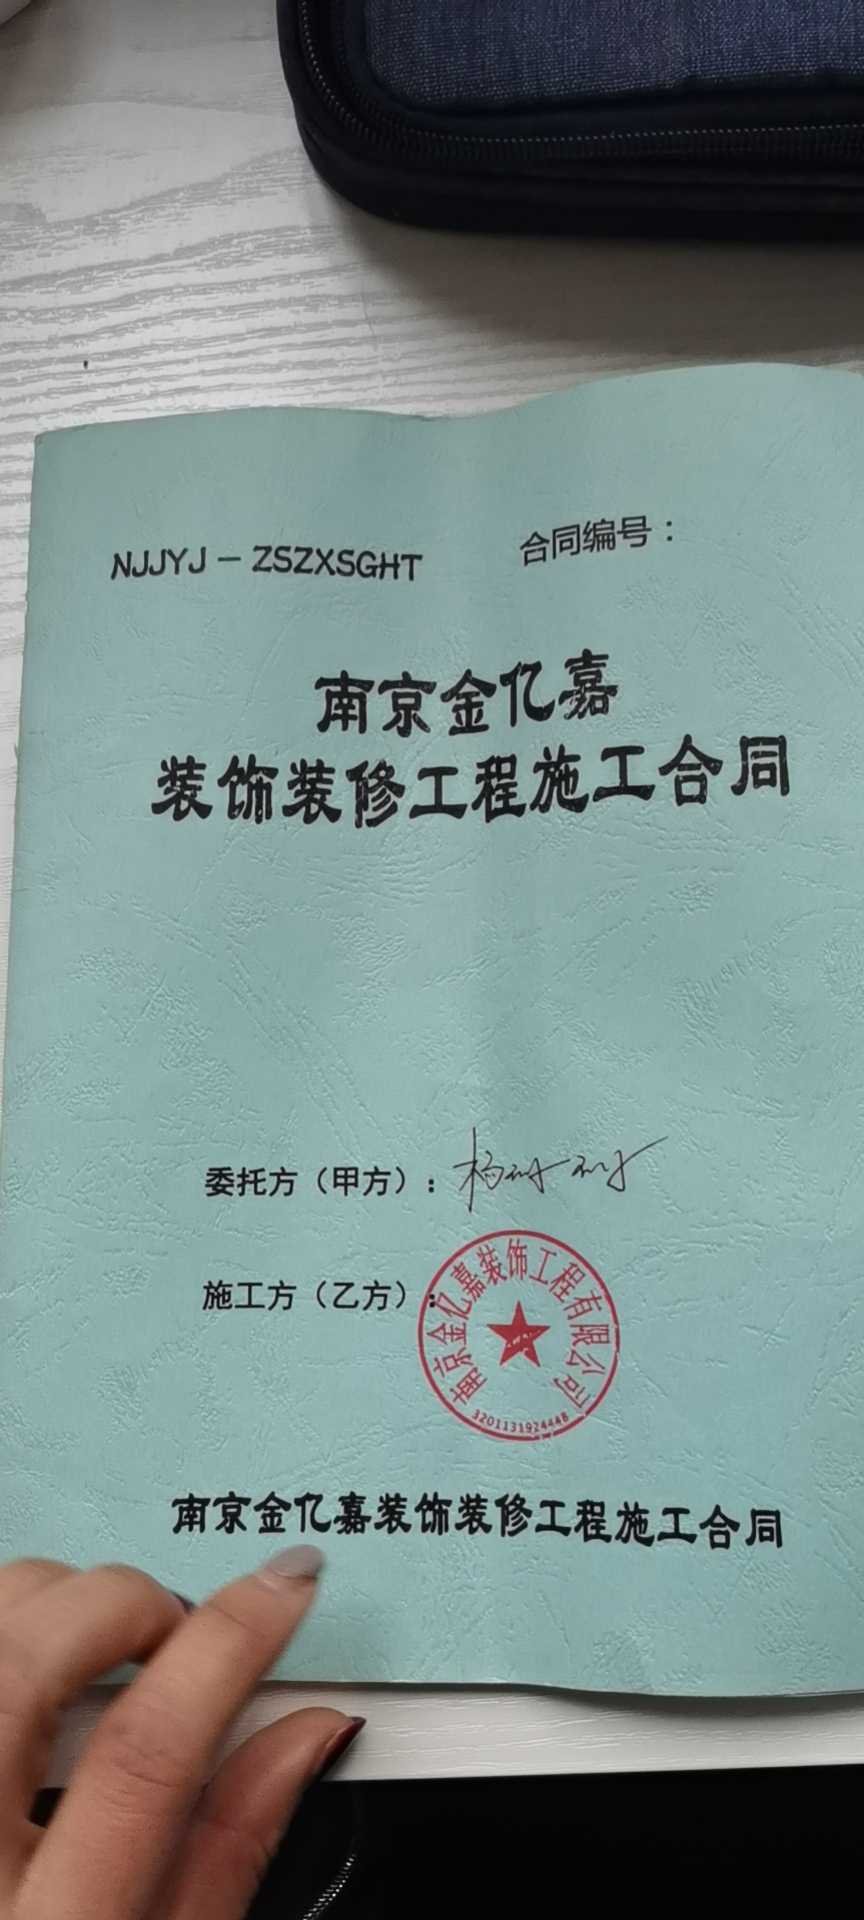 NJJYJ－ZSZXSGHT 合同编号：
南京金亿嘉
装饰装修工程施工合同
委托方（甲方）：杨
施工方（乙方）：
南京金亿嘉装饰工程有限公司
3201131924448
南京金亿嘉装饰装修工程施工合同